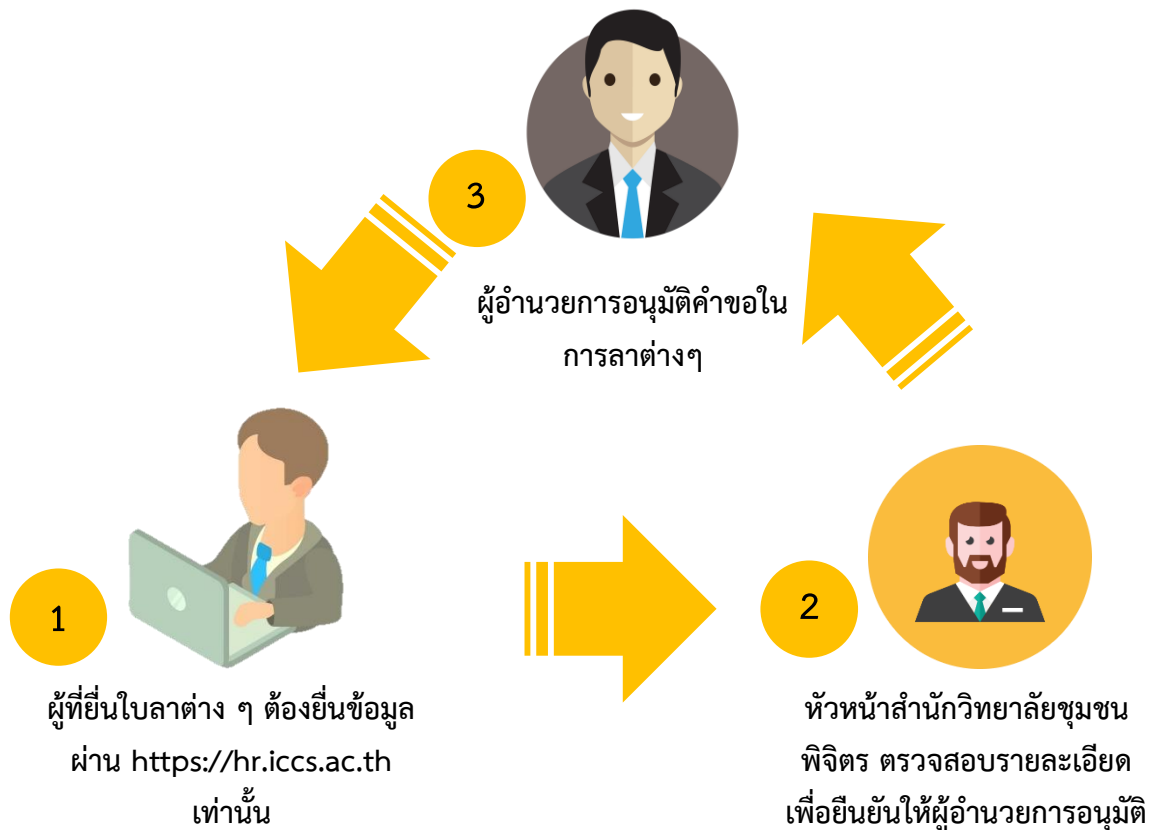 1
ผู้ที่ยื่นใบลาต่าง ๆ ต้องยื่นข้อมูล
ผ่าน https://hr.iccs.ac.th
เท่านั้น
2
หัวหน้าสำนักวิทยาลัยชุมชน
พิจิตร ตรวจสอบรายละเอียด
เพื่อยืนยันให้ผู้อำนวยการอนุมัติ
3
ผู้อำนวยการอนุมัติคำขอใน
การลาต่างๆ